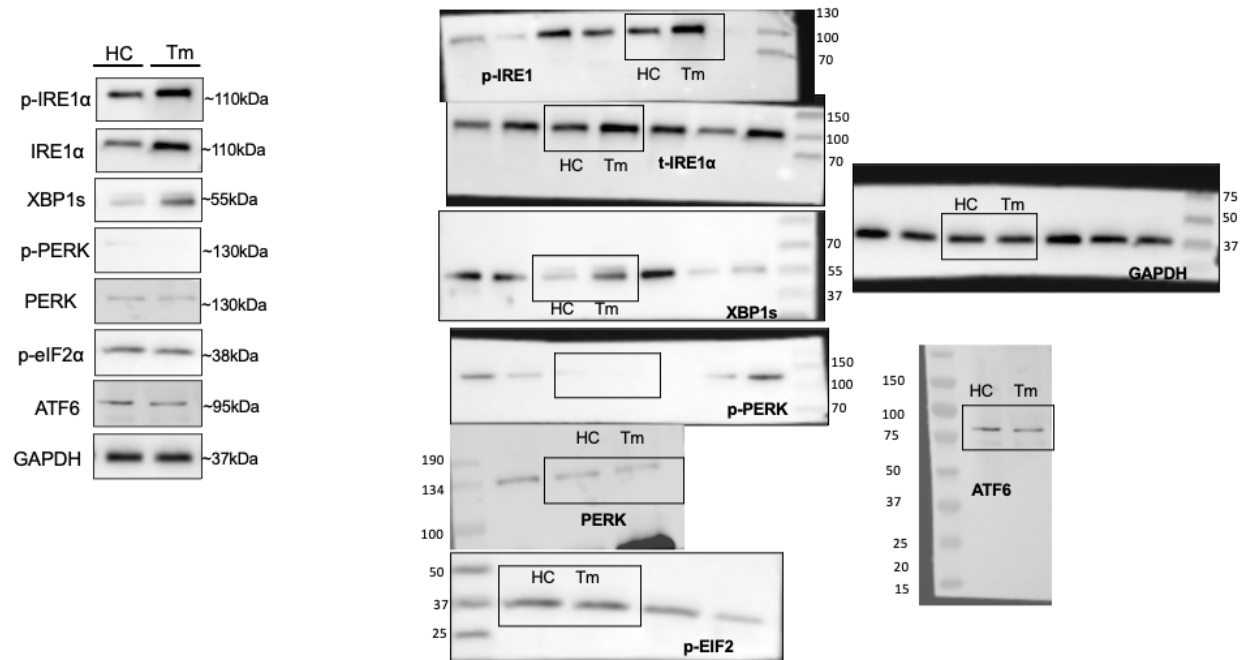 HC Tm
p-IRE1α ~110kDa
IRE1α ~110kDa
XBP1s ~55kDa
p-PERK ~130kDa
PERK ~130kDa
p-eIF2α ~38kDa
ATF6 ~95kDa
GAPDH ~37kDa
130
100
70
p-IRE1
HC Tm
150
100
70
HC Tm
t-IRE1α
70
55
37
HC Tm
XBP1s
150
100
70
p-PERK
HC Tm
190
134
100
PERK
HC Tm
50
37
25
p-EIF2
HC Tm
75
50
37
GAPDH
HC Tm
150
100
75
50
37
25
20
15
ATF6